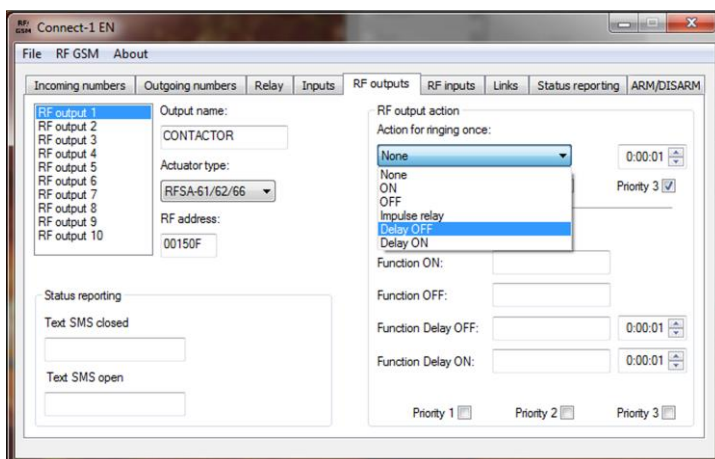 RF/ GSM Connect-1 EN
File RF GSM About
Incoming numbers Outgoing numbers Relay Inputs RF outputs RF inputs Links Status reporting ARM/DISARM
RF output 1
RF output 2
RF output 3
RF output 4
RF output 5
RF output 6
RF output 7
RF output 8
RF output 9
RF output 10
Output name:
CONTACTOR
Actuator type:
RFSA-61/62/66
RF address:
00150F
Status reporting
Text SMS closed
Text SMS open
RF output action
Action for ringing once:
None 0:00:01
None
ON
OFF
Impulse relay
Delay OFF
Delay ON
Priority 3
Function ON:
Function OFF:
Function Delay OFF: 0:00:01
Function Delay ON: 0:00:01
Priority 1 Priority 2 Priority 3